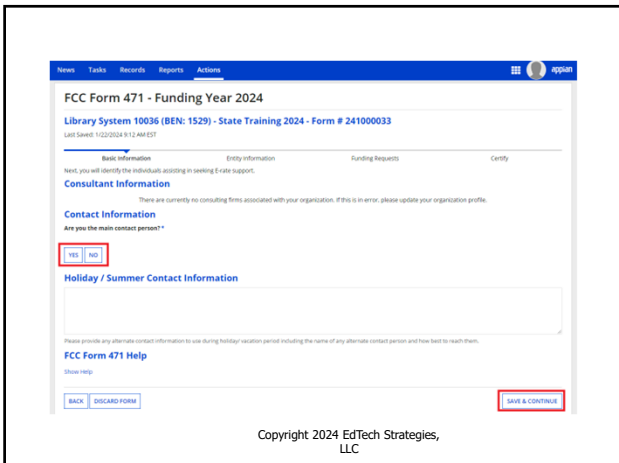 News Tasks Records Reports Actions appian
FCC Form 471 - Funding Year 2024
Library System 10036 (BEN: 1529) - State Training 2024 - Form # 241000033
Last Saved: 1/22/2024 9:12 AM EST
Basic Information Entity Information Funding Requests Certify
Next, you will identify the individuals assisting in seeking E-rate support.
Consultant Information
There are currently no consulting firms associated with your organization. If this is in error, please update your organization profile.
Contact Information
Are you the main contact person? *
YES NO
Holiday / Summer Contact Information
Please provide any alternate contact information to use during holiday/ vacation period including the name of any alternate contact person and how best to reach them.
FCC Form 471 Help
Show Help
BACK DISCARD FORM SAVE & CONTINUE
Copyright 2024 EdTech Strategies,
LLC